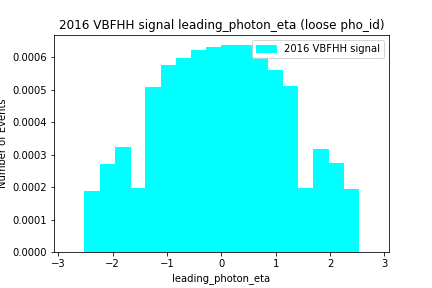 2016 VBFHH signal leading_photon_eta (loose pho_id)
2016 VBFHH signal
0.0006
0.0005
0.0004
0.0003
0.0002
0.0001
0.0000
Number of Events
−3 −2 −1 0 1 2 3
leading_photon_eta